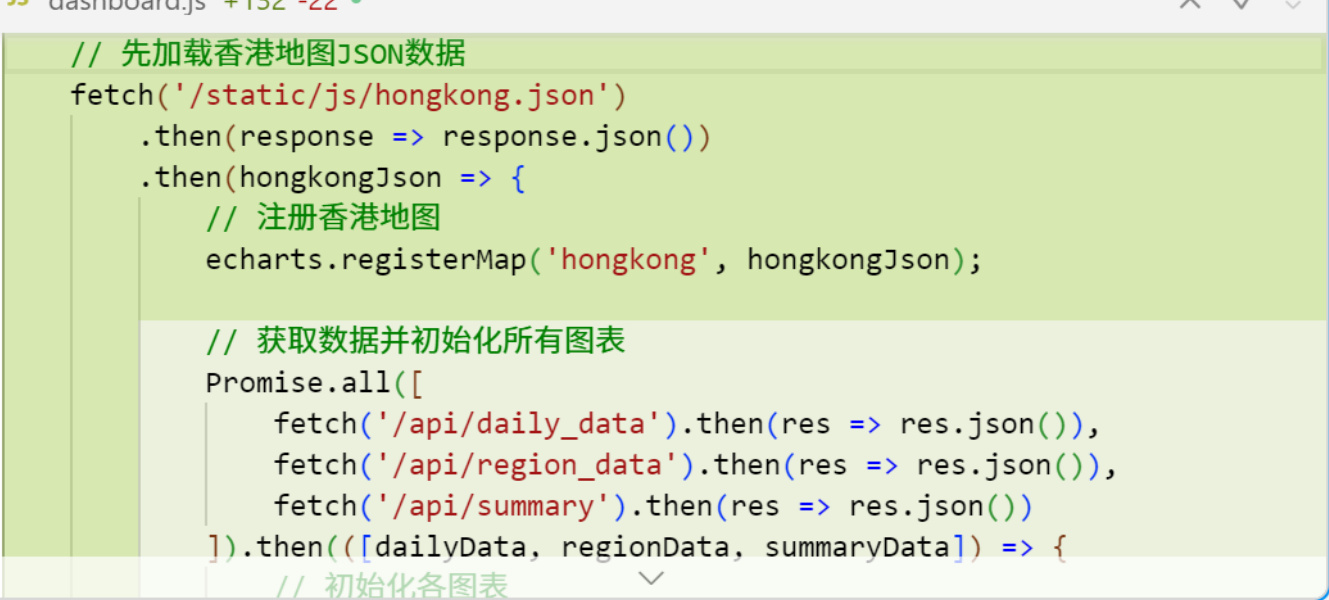 JS dashboard.js +132 -22
// 先加载香港地图JSON数据
fetch('/static/js/hongkong.json')
.then(response => response.json())
.then(hongkongJson => {
// 注册香港地图
echarts.registerMap('hongkong', hongkongJson);
// 获取数据并初始化所有图表
Promise.all([
fetch('/api/daily_data').then(res => res.json()),
fetch('/api/region_data').then(res => res.json()),
fetch('/api/summary').then(res => res.json())
]).then(([dailyData, regionData, summaryData]) => {
// 初始化各图表